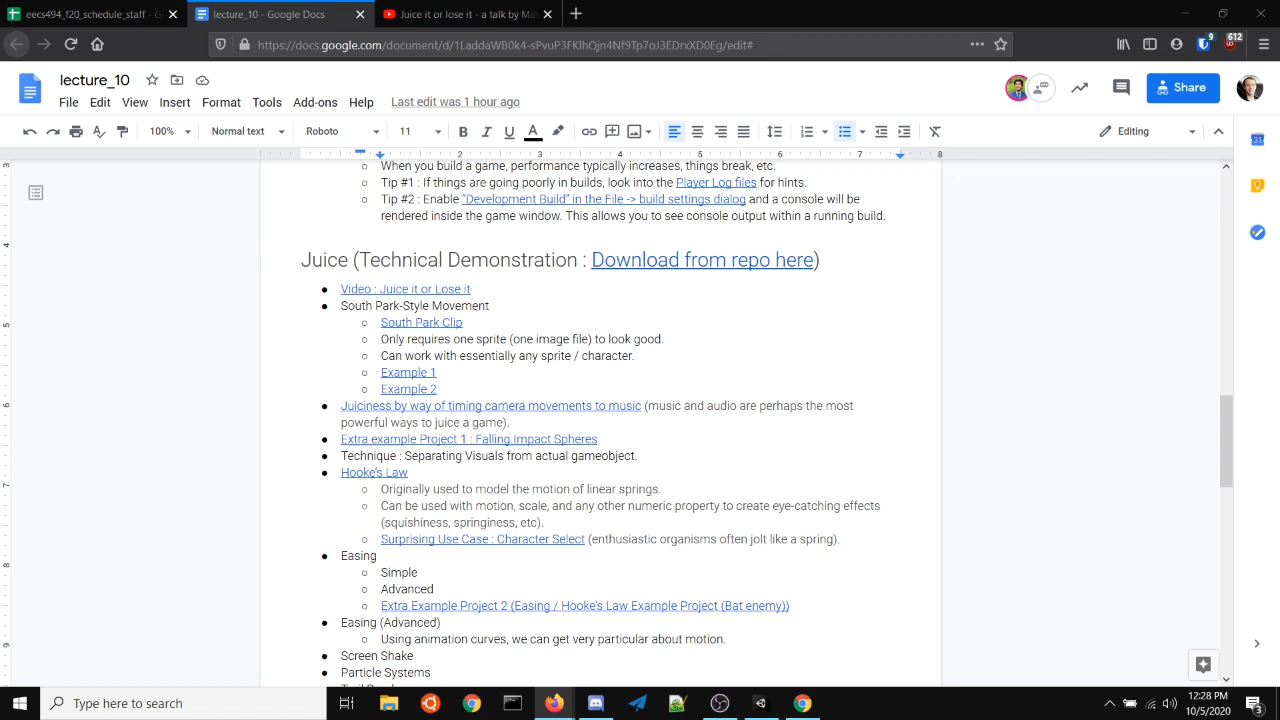 eecs494_f20_schedule_staff - G
lecture_10 - Google Docs
Juice it or lose it - a talk by Ma
https://docs.google.com/document/d/1LaddaWB0k4-sPvuP3FKlhQjn4Nf9Tp7oJ3EDrxXD0Eg/edit#
9
612
lecture_10
File Edit View Insert Format Tools Add-ons Help Last edit was 1 hour ago
Share
100% Normal text Roboto 11 B I U A Editing
2 3 4 5 6 7 8
When you build a game, performance typically increases, things break, etc.
Tip #1 : If things are going poorly in builds, look into the Player Log files for hints.
Tip #2 : Enable "Development Build" in the File -> build settings dialog and a console will be
rendered inside the game window. This allows you to see console output within a running build.
Juice (Technical Demonstration : Download from repo here)
Video : Juice it or Lose it
South Park-Style Movement
South Park Clip
Only requires one sprite (one image file) to look good.
Can work with essentially any sprite / character.
Example 1
Example 2
Juiciness by way of timing camera movements to music (music and audio are perhaps the most
powerful ways to juice a game).
Extra example Project 1 : Falling Impact Spheres
Technique : Separating Visuals from actual gameobject.
Hooke's Law
Originally used to model the motion of linear springs.
Can be used with motion, scale, and any other numeric property to create eye-catching effects
(squishiness, springiness, etc).
Surprising Use Case : Character Select (enthusiastic organisms often jolt like a spring).
Easing
Simple
Advanced
Extra Example Project 2 (Easing / Hooke's Law Example Project (Bat enemy))
Easing (Advanced)
Using animation curves, we can get very particular about motion.
Screen Shake
Particle Systems
Type here to search
12:28 PM
10/5/2020
3